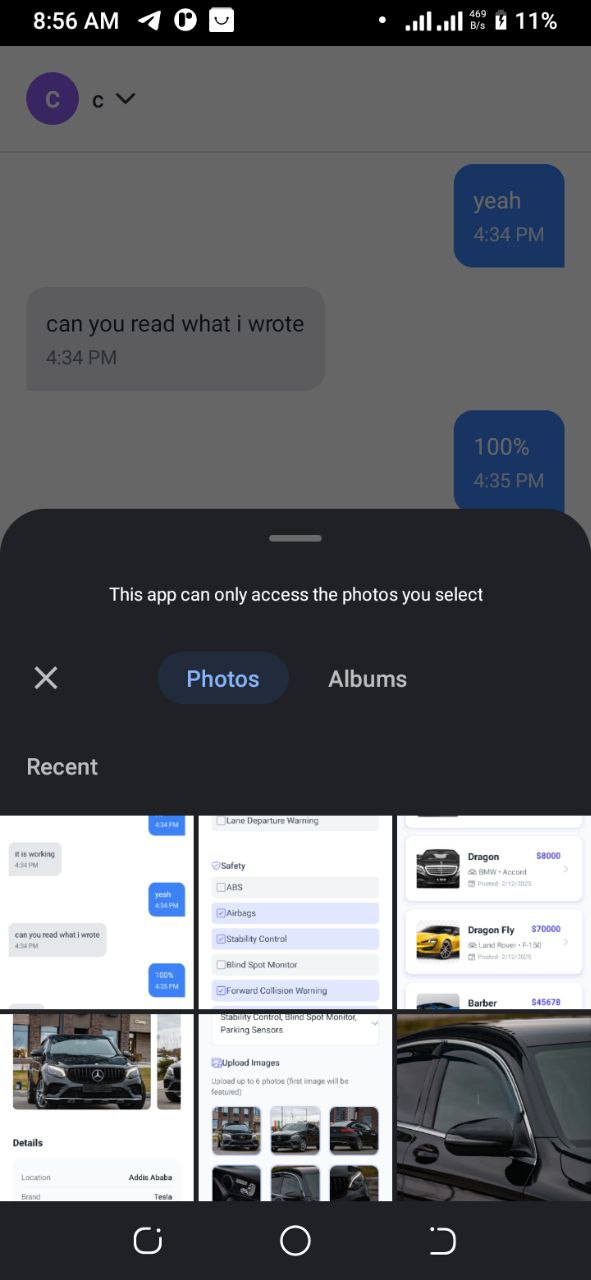 8:56 AM
469
B/s
11%
C
c
yeah
4:34 PM
can you read what i wrote
4:34 PM
100%
4:35 PM
This app can only access the photos you select
Photos
Albums
Recent
4:34 PM
it is working
4:34 PM
yeah
4:34 PM
can you read what i wrote
4:34 PM
100%
4:35 PM
Lane Departure Warning
Safety
ABS
Airbags
Stability Control
Blind Spot Monitor
Forward Collision Warning
Dragon
$8000
BMW • Accord
Posted: 2/12/2025
Dragon Fly
$70000
Land Rover • F-150
Posted: 2/12/2025
Barber
$45678
Details
Location
Addis Ababa
Brand
Tesla
Stability Control, Blind Spot Monitor,
Parking Sensors
Upload Images
Upload up to 6 photos (first image will be
featured)